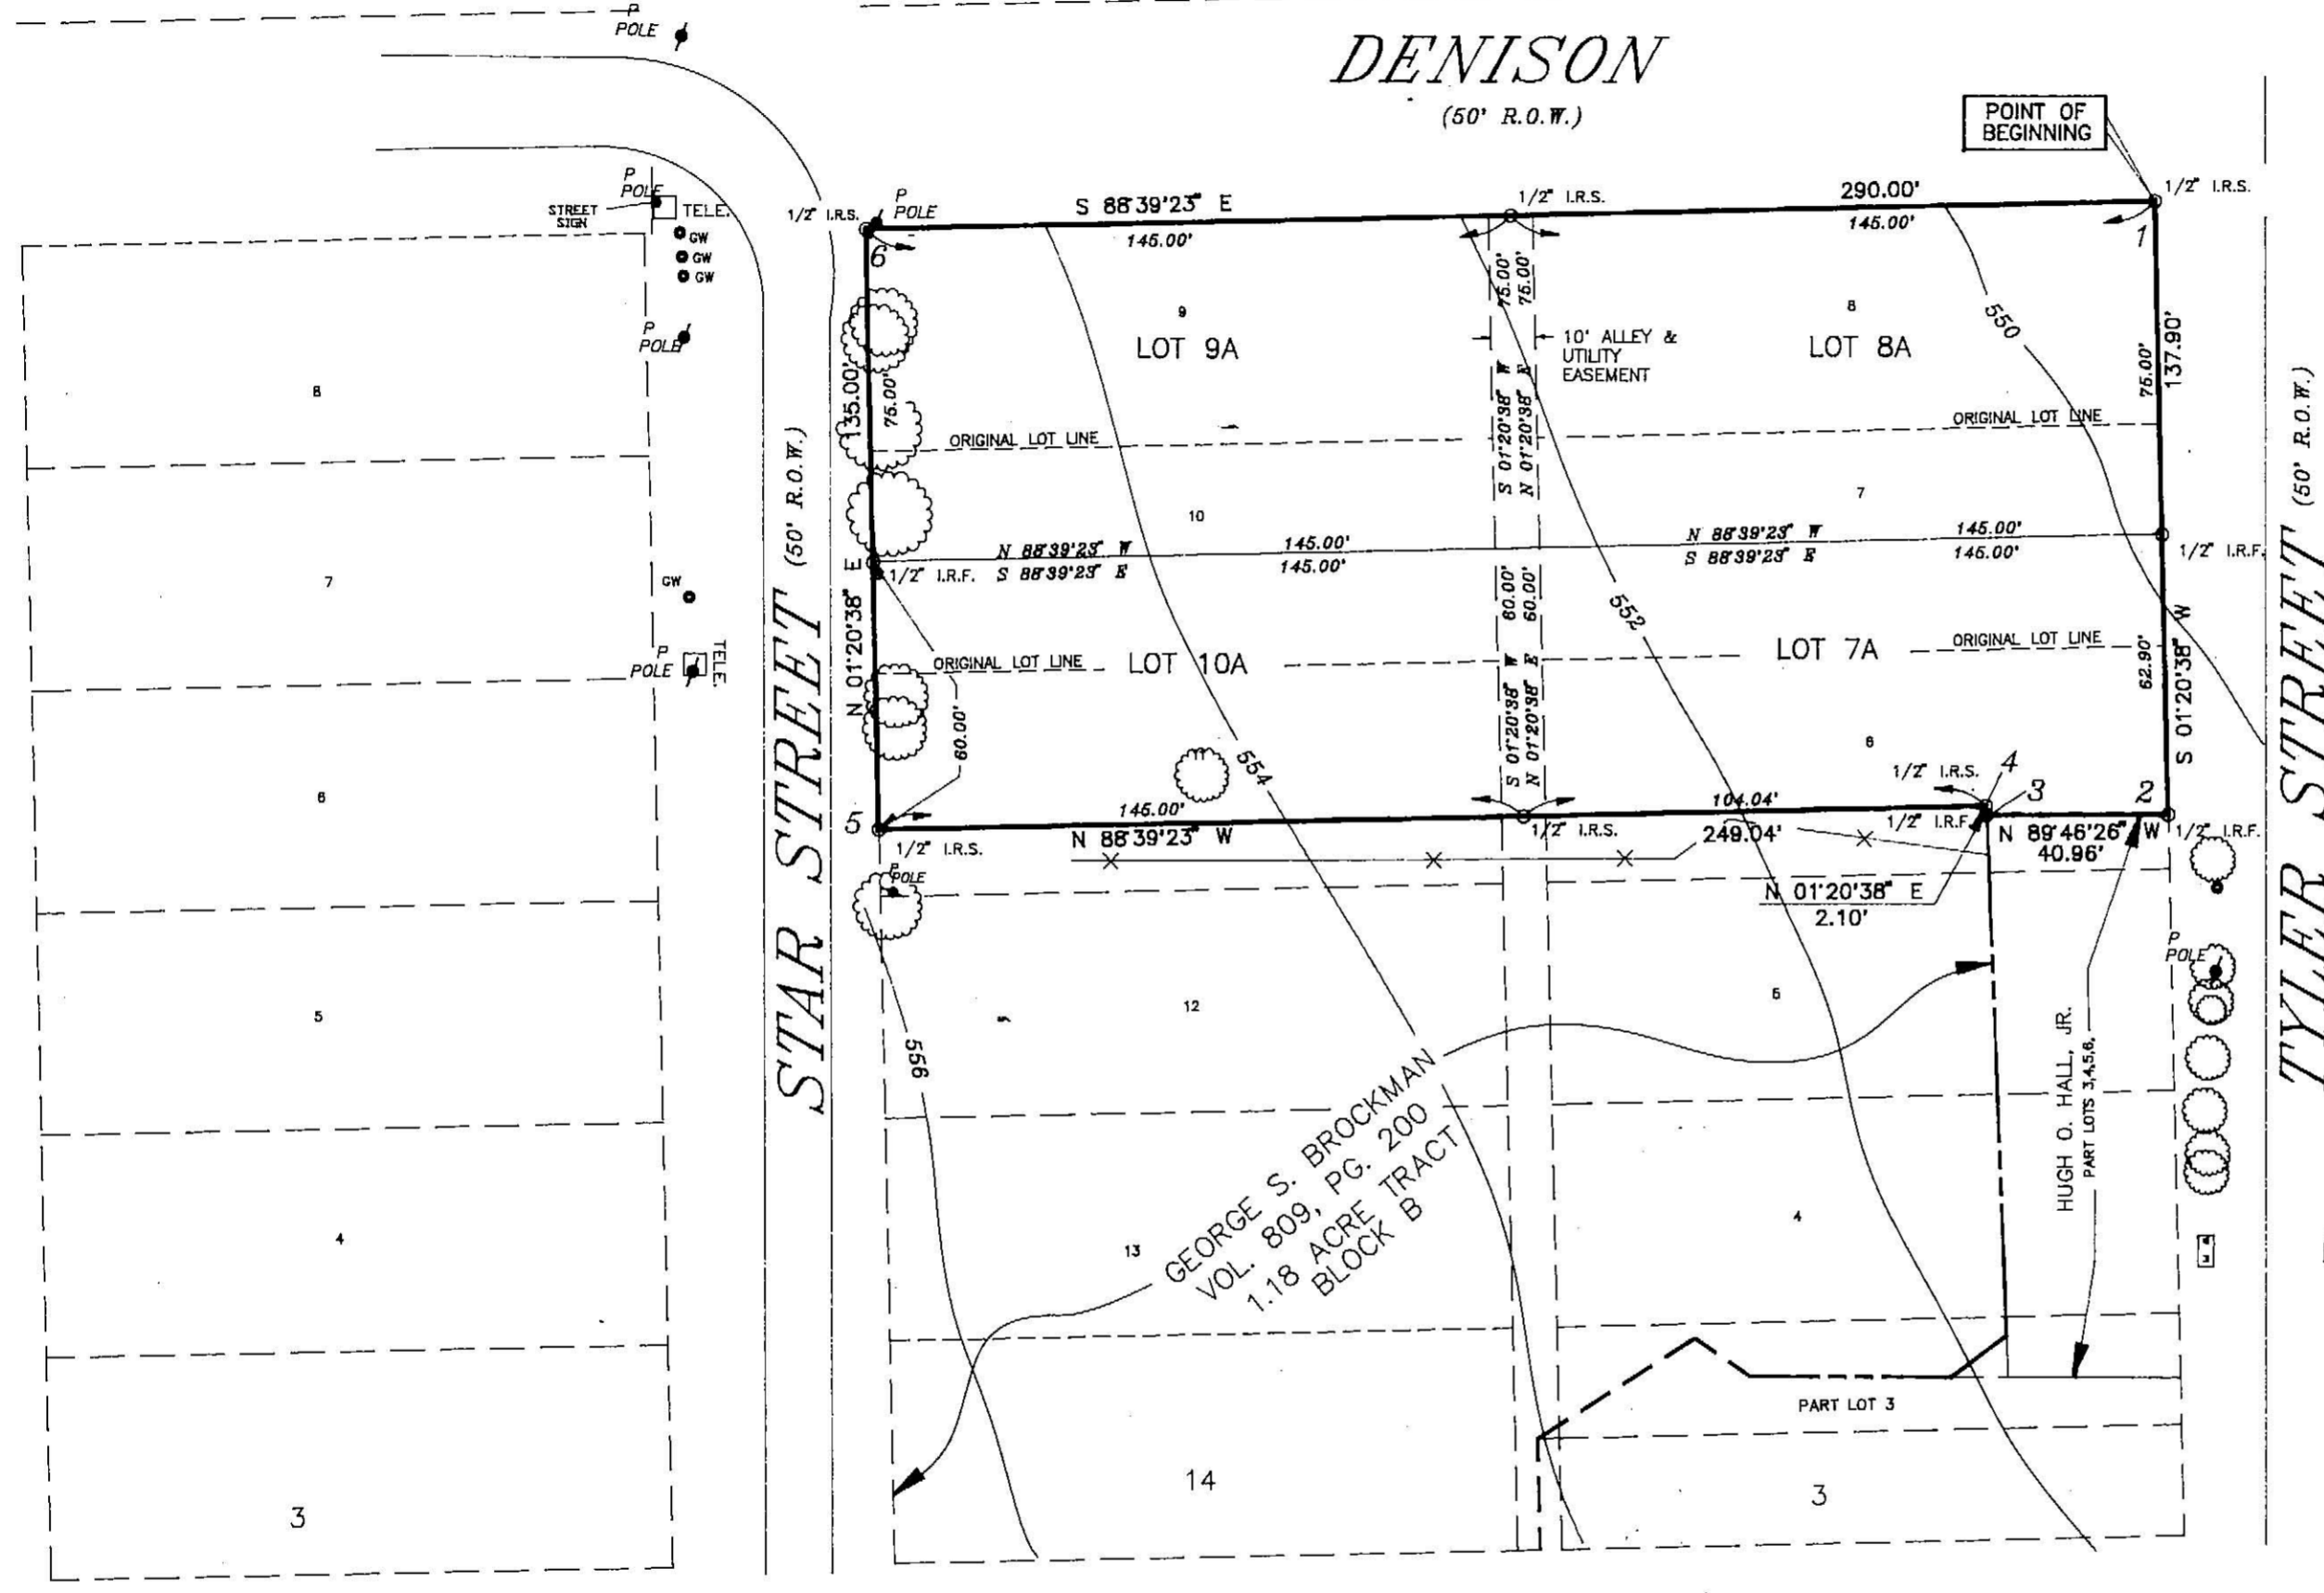 P
POLE
DENISON
(50' R.O.W.)
POINT OF
BEGINNING
P
POLE
STREET
SIGN
TELE.
GW
GW
GW
P
POLE
1/2" I.R.S.
P
POLE
S 88°39'23" E
145.00'
1/2" I.R.S.
290.00'
145.00'
1/2" I.R.S.
6
1
9
LOT 9A
75.00'
75.00'
10' ALLEY &
UTILITY
EASEMENT
8
LOT 8A
550
75.00'
137.90'
135.00'
75.00'
8
ORIGINAL LOT LINE
ORIGINAL LOT LINE
S 01°20'38" W
N 01°20'38" E
STAR STREET (50' R.O.W.)
TYLER STREET (50' R.O.W.)
10
7
N 88°39'23" W
145.00'
N 88°39'23" W
145.00'
1/2" I.R.F.
S 88°39'23" E
145.00'
S 88°39'23" E
145.00'
1/2" I.R.F.
7
GW
P
POLE
TELE.
N 01°20'38" E
60.00'
60.00'
60.00'
552
ORIGINAL LOT LINE
LOT 10A
LOT 7A
ORIGINAL LOT LINE
62.90'
S 01°20'38" W
S 01°20'38" W
N 01°20'38" E
6
554
6
1/2" I.R.S.
4
3
2
5
145.00'
104.04'
1/2" I.R.S.
N 88°39'23" W
1/2" I.R.S.
249.04'
1/2" I.R.F.
N 89°46'26" W
40.96'
1/2" I.R.F.
P
POLE
N 01°20'38" E
2.10'
P
POLE
5
12
5
556
HUGH O. HALL, JR.
PART LOTS 3,4,5,6,
GEORGE S. BROCKMAN
VOL. 809, PG. 200
1.18 ACRE TRACT
BLOCK B
4
13
4
PART LOT 3
3
14
3